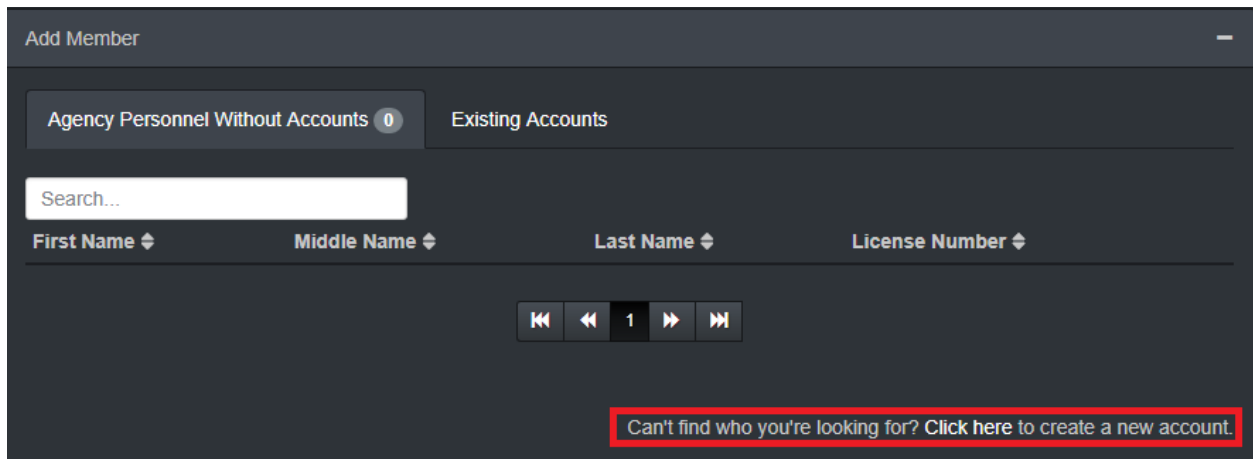 Add Member
Agency Personnel Without Accounts 0 Existing Accounts
Search...
First Name Middle Name Last Name License Number
1
Can't find who you're looking for? Click here to create a new account.